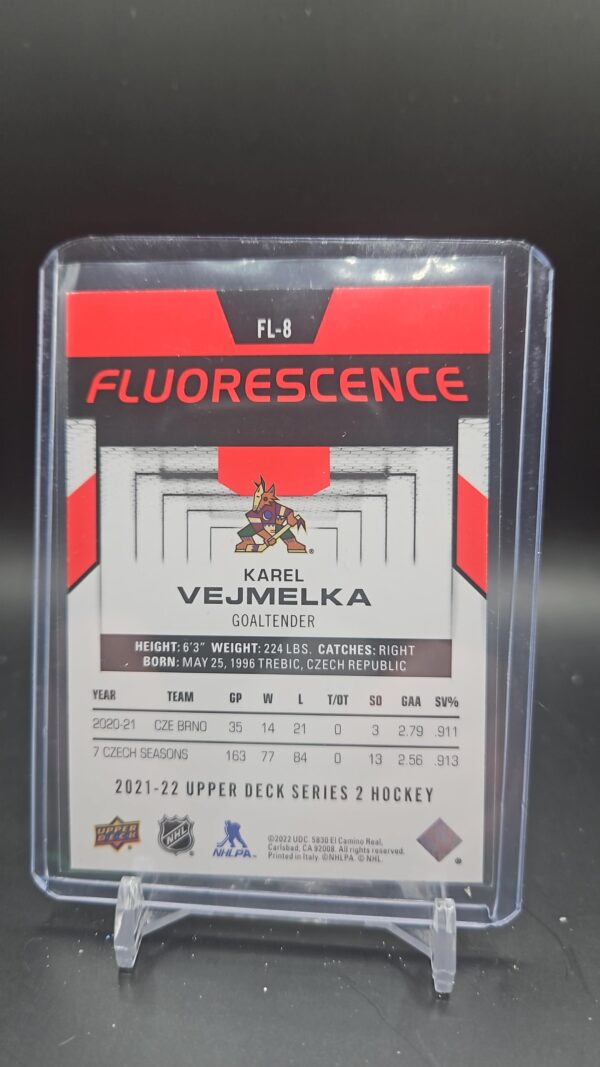 FL-8
FLUORESCENCE
KAREL
VEJMELKA
GOALTENDER
HEIGHT: 6'3" WEIGHT: 224 LBS. CATCHES: RIGHT
BORN: MAY 25, 1996 TREBIC, CZECH REPUBLIC
YEAR TEAM GP W L T/OT SO GAA SV%
2020-21 CZE BRNO 35 14 21 0 3 2.79 .911
7 CZECH SEASONS 163 77 84 0 13 2.56 .913
2021-22 UPPER DECK SERIES 2 HOCKEY
UPPER DECK
NHL
NHLPA
©2022 UDC. 5830 El Camino Real,
Carlsbad, CA 92008. All rights reserved.
Printed in Italy. ©NHLPA. © NHL.